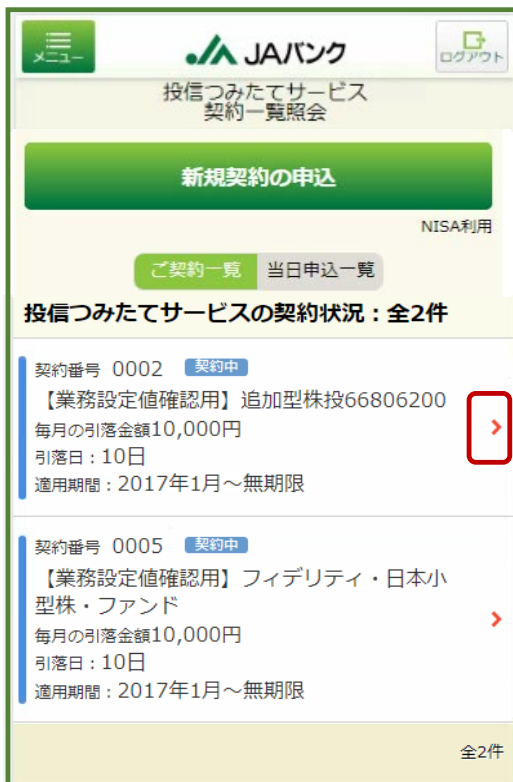 メニュー
JAバンク
ログアウト
投信つみたてサービス
契約一覧照会
新規契約の申込
NISA利用
ご契約一覧 当日申込一覧
投信つみたてサービスの契約状況：全2件
契約番号 0002 契約中
【業務設定値確認用】追加型株投66806200
毎月の引落金額10,000円
引落日：10日
適用期間：2017年1月～無期限
契約番号 0005 契約中
【業務設定値確認用】フィデリティ・日本小
型株・ファンド
毎月の引落金額10,000円
引落日：10日
適用期間：2017年1月～無期限
全2件